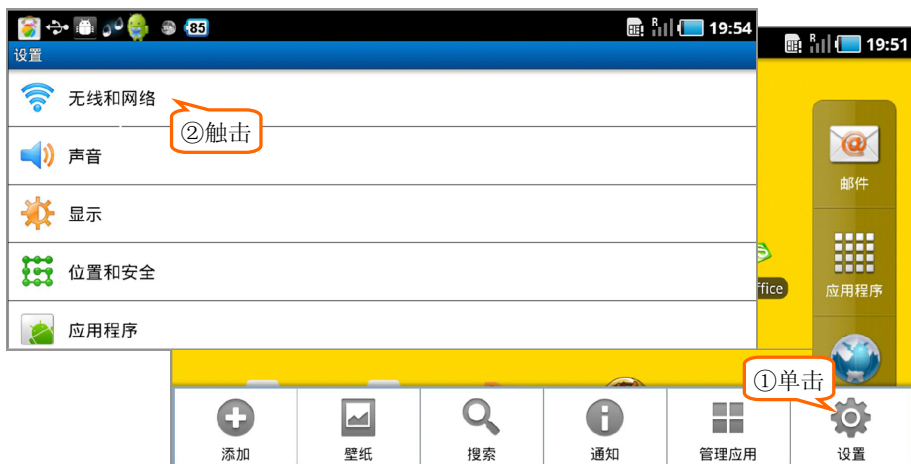 85
R
19:54
设置
无线和网络
②触击
声音
显示
位置和安全
应用程序
R
19:51
邮件
ffice
应用程序
①单击
添加
壁纸
搜索
通知
管理应用
设置